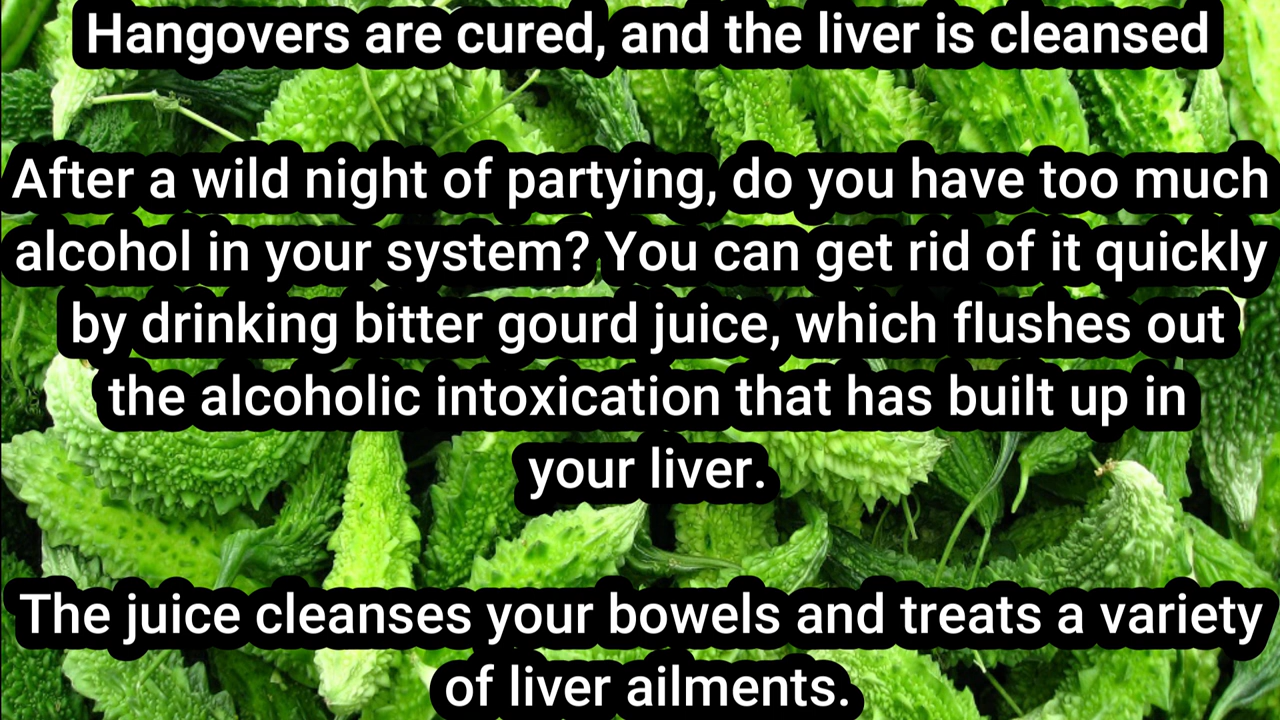 Hangovers are cured, and the liver is cleansed
After a wild night of partying, do you have too much
alcohol in your system? You can get rid of it quickly
by drinking bitter gourd juice, which flushes out
the alcoholic intoxication that has built up in
your liver.
The juice cleanses your bowels and treats a variety
of liver ailments.